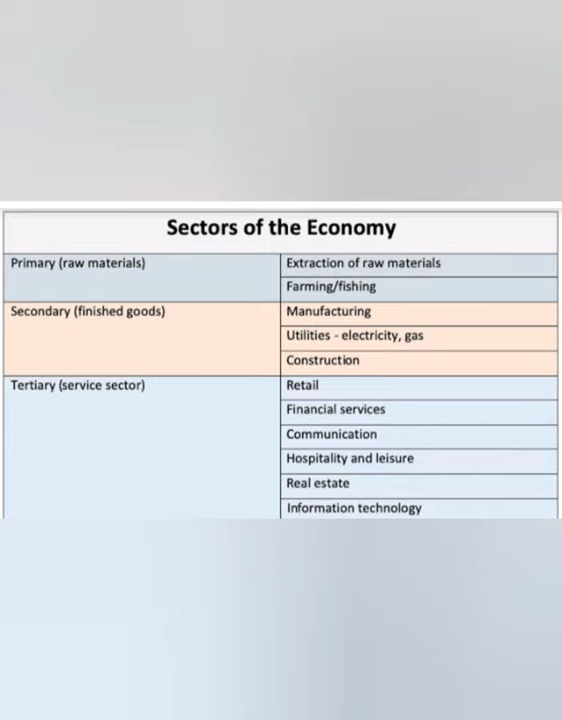 Sectors of the Economy
Primary (raw materials)
Extraction of raw materials
Farming/fishing
Secondary (finished goods)
Manufacturing
Utilities - electricity, gas
Construction
Tertiary (service sector)
Retail
Financial services
Communication
Hospitality and leisure
Real estate
Information technology